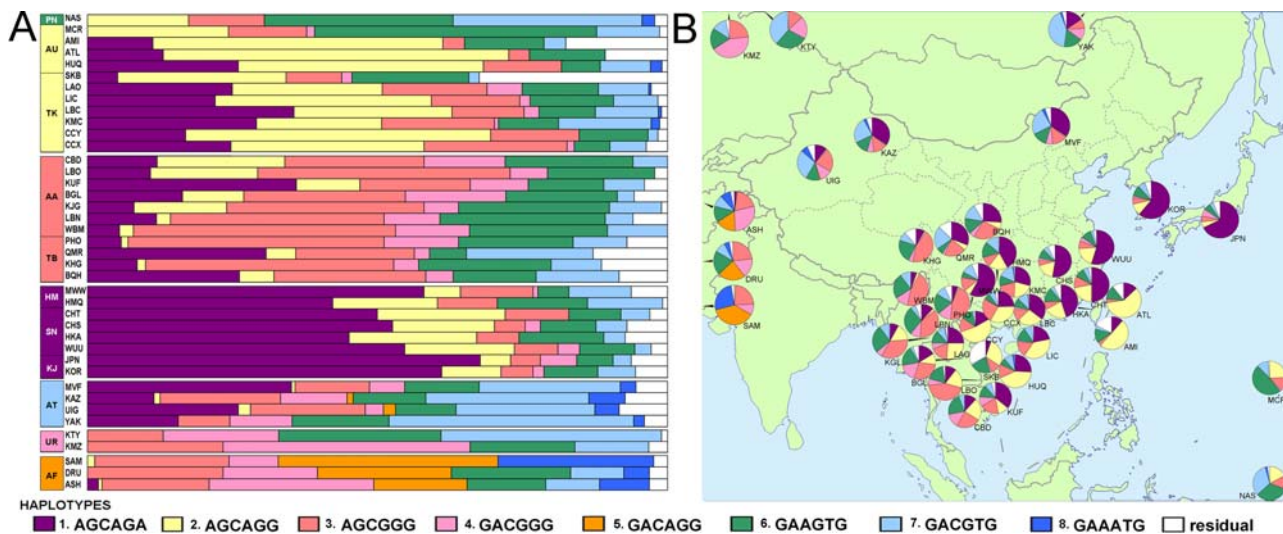 A
PN
NAS
AU
MCR
AMI
ATL
HUQ
TK
SKB
LAO
LIC
LBC
KMC
CCY
CCX
AA
CBD
LBO
KUF
BGL
KJG
LBN
WBM
TB
PHO
QMR
KHG
BQH
HM
MWW
HMQ
SN
CHT
CHS
HKA
WUU
KJ
JPN
KOR
AT
MVF
KAZ
UIG
YAK
UR
KTY
KMZ
AF
SAM
DRU
ASH
B
KMZ
KTY
YAK
MVF
KAZ
UIG
KOR
JPN
ASH
BQH
KHG
QMR
HMQ
WUU
CHS
DRU
WBM
KMC
CHT
HKA
ATL
SAM
PHO
CCX
LBC
LBN
CCY
AMI
KGL
LAO
LIC
BGL
SKB
HUQ
LBO
KUF
CBD
MCR
NAS
HAPLOTYPES
1. AGCAGA 2. AGCAGG 3. AGCGGG 4. GACGGG 5. GACAGG 6. GAAGTG 7. GACGTG 8. GAAATG residual